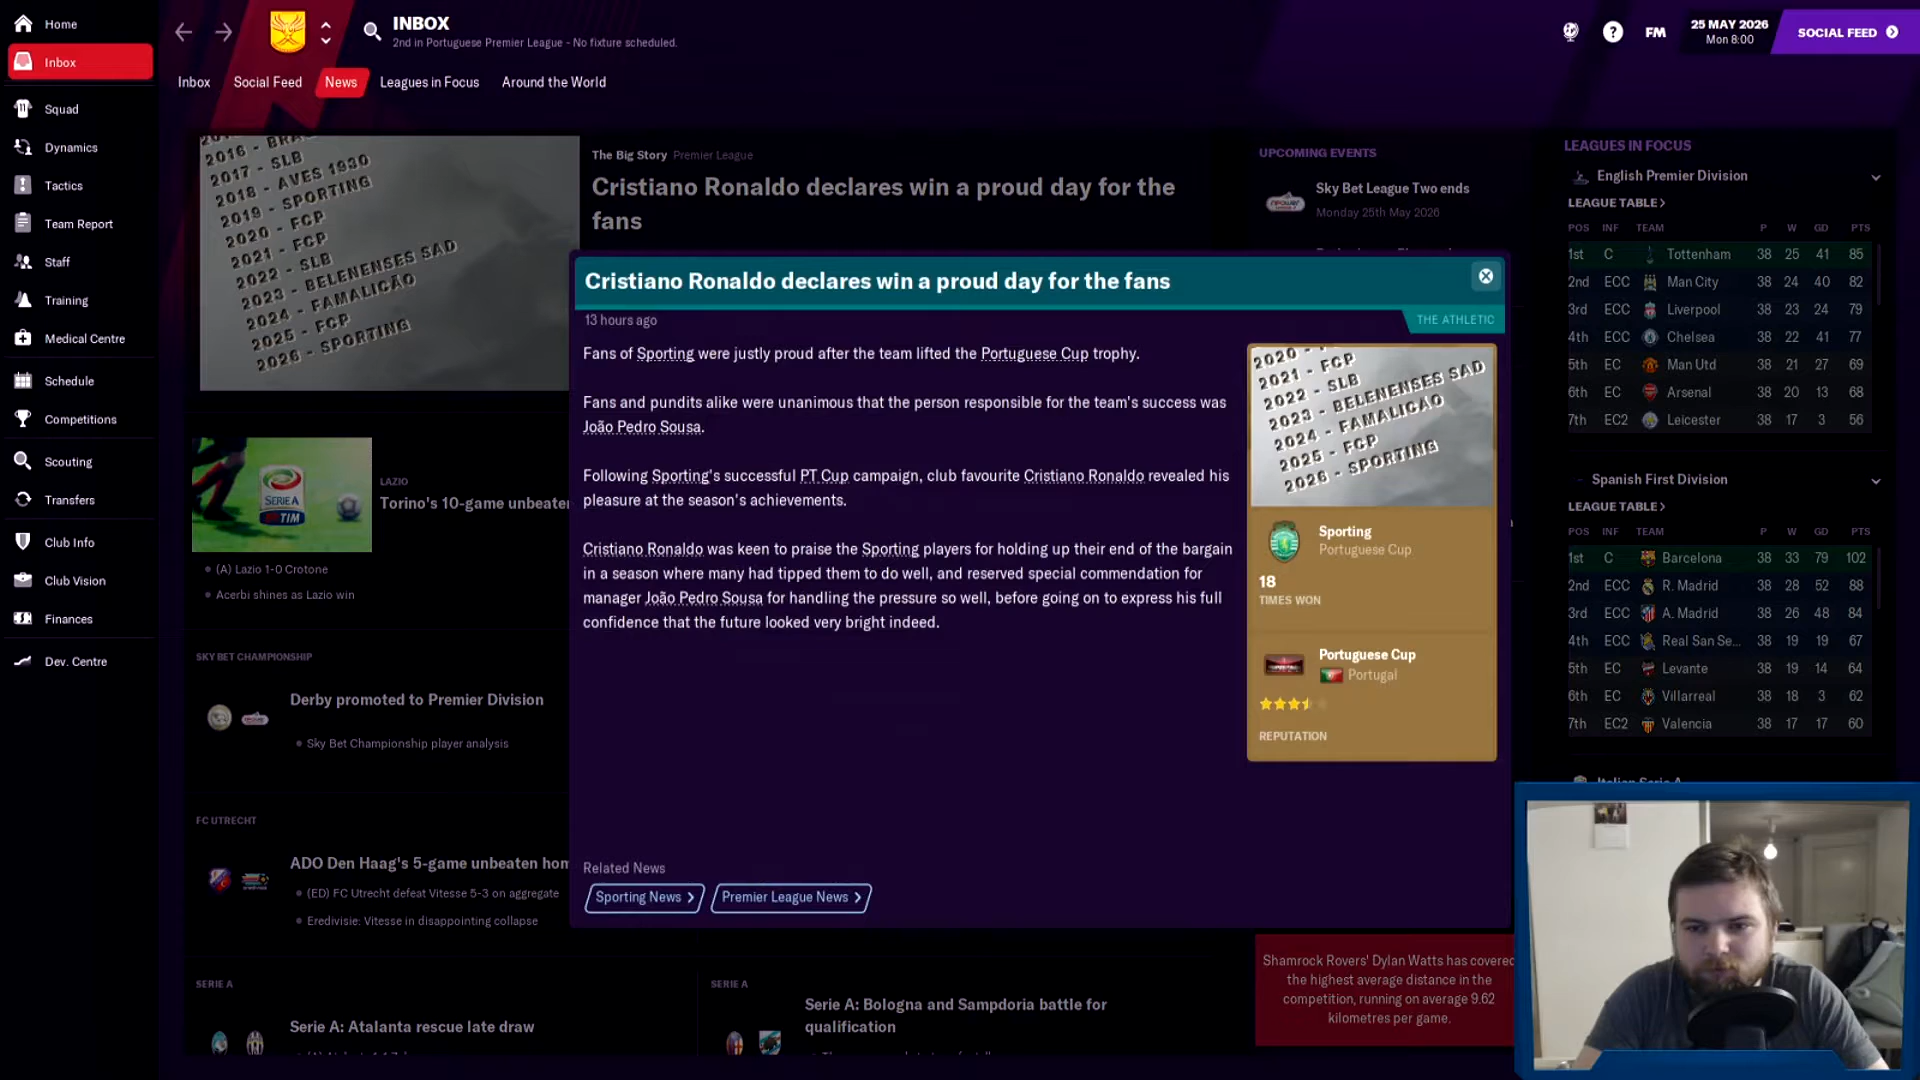 Home
Inbox
Squad
Dynamics
Tactics
Team Report
Staff
Training
Medical Centre
Schedule
Competitions
Scouting
Transfers
Club Info
Club Vision
Finances
Dev. Centre
INBOX
2nd in Portuguese Premier League - No fixture scheduled.
FM
25 MAY 2026
Mon 8:00
SOCIAL FEED
Inbox
Social Feed
News
Leagues in Focus
Around the World
2017 - SLB
2018 - AVES 1930
2019 - SPORTING
2020 - FCP
2021 - FCP
2022 - SLB
2023 - BELENENSES SAD
2024 - FAMALICÃO
2025 - FCP
2026 - SPORTING
The Big Story Premier League
Cristiano Ronaldo declares win a proud day for the
fans
Cristiano Ronaldo declares win a proud day for the fans
13 hours ago
THE ATHLETIC
Fans of Sporting were justly proud after the team lifted the Portuguese Cup trophy.
Fans and pundits alike were unanimous that the person responsible for the team's success was
João Pedro Sousa.
Following Sporting's successful PT Cup campaign, club favourite Cristiano Ronaldo revealed his
pleasure at the season's achievements.
Cristiano Ronaldo was keen to praise the Sporting players for holding up their end of the bargain
in a season where many had tipped them to do well, and reserved special commendation for
manager João Pedro Sousa for handling the pressure so well, before going on to express his full
confidence that the future looked very bright indeed.
2020 - FCP
2021 - FCP
2022 - SLB
2023 - BELENENSES SAD
2024 - FAMALICÃO
2025 - FCP
2026 - SPORTING
Sporting
Portuguese Cup
18
TIMES WON
Portuguese Cup
Portugal
REPUTATION
Related News
Sporting News
Premier League News
SERIE A
TIM
LAZIO
Torino's 10-game unbeaten
(A) Lazio 1-0 Crotone
Acerbi shines as Lazio win
SKY BET CHAMPIONSHIP
Derby promoted to Premier Division
Sky Bet Championship player analysis
FC UTRECHT
ADO Den Haag's 5-game unbeaten hom
(ED) FC Utrecht defeat Vitesse 5-3 on aggregate
Eredivisie: Vitesse in disappointing collapse
SERIE A
Serie A: Atalanta rescue late draw
SERIE A
Serie A: Bologna and Sampdoria battle for
qualification
UPCOMING EVENTS
Sky Bet League Two ends
Monday 25th May 2026
Shamrock Rovers' Dylan Watts has covered
the highest average distance in the
competition, running on average 9.62
kilometres per game.
LEAGUES IN FOCUS
English Premier Division
LEAGUE TABLE
POS INF TEAM P W GD PTS
1st C Tottenham 38 25 41 85
2nd ECC Man City 38 24 40 82
3rd ECC Liverpool 38 23 24 79
4th ECC Chelsea 38 22 41 77
5th EC Man Utd 38 21 27 69
6th EC Arsenal 38 20 13 68
7th EC2 Leicester 38 17 3 56
Spanish First Division
LEAGUE TABLE
POS INF TEAM P W GD PTS
1st C Barcelona 38 33 79 102
2nd ECC R. Madrid 38 28 52 88
3rd ECC A. Madrid 38 26 48 84
4th ECC Real San Se... 38 19 19 67
5th EC Levante 38 19 14 64
6th EC Villarreal 38 18 3 62
7th EC2 Valencia 38 17 17 60
Italian Serie A